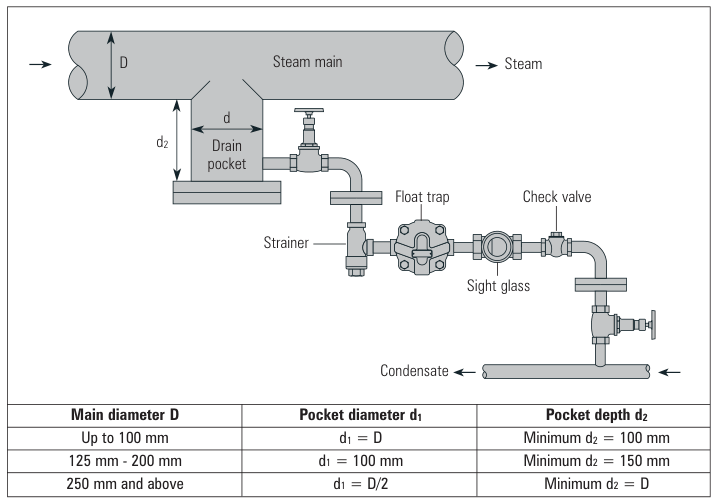 D
Steam main
Steam
d
d₂
Drain
pocket
Float trap
Check valve
Strainer
Sight glass
Condensate
Main diameter D
Pocket diameter d₁
Pocket depth d₂
Up to 100 mm
d₁ = D
Minimum d₂ = 100 mm
125 mm - 200 mm
d₁ = 100 mm
Minimum d₂ = 150 mm
250 mm and above
d₁ = D/2
Minimum d₂ = D